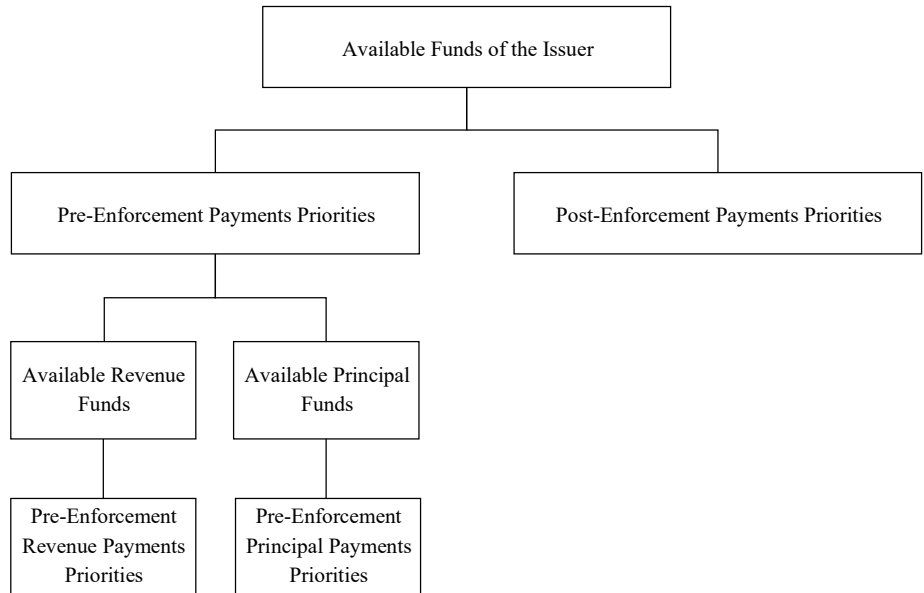 Available Funds of the Issuer
Pre-Enforcement Payments Priorities
Post-Enforcement Payments Priorities
Available Revenue
Funds
Available Principal
Funds
Pre-Enforcement
Revenue Payments
Priorities
Pre-Enforcement
Principal Payments
Priorities